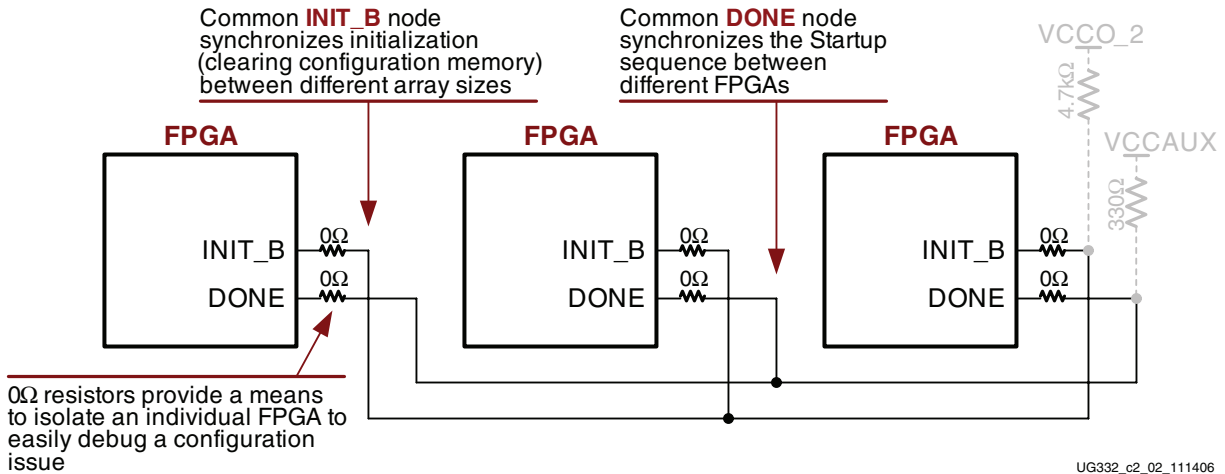 Common INIT_B node
synchronizes initialization
(clearing configuration memory)
between different array sizes
Common DONE node
synchronizes the Startup
sequence between
different FPGAs
VCCO_2
4.7kΩ
VCCAUX
330Ω
FPGA
FPGA
FPGA
INIT_B
0Ω
DONE
0Ω
INIT_B
0Ω
DONE
0Ω
INIT_B
0Ω
DONE
0Ω
0Ω resistors provide a means
to isolate an individual FPGA to
easily debug a configuration
issue
UG332_c2_02_111406